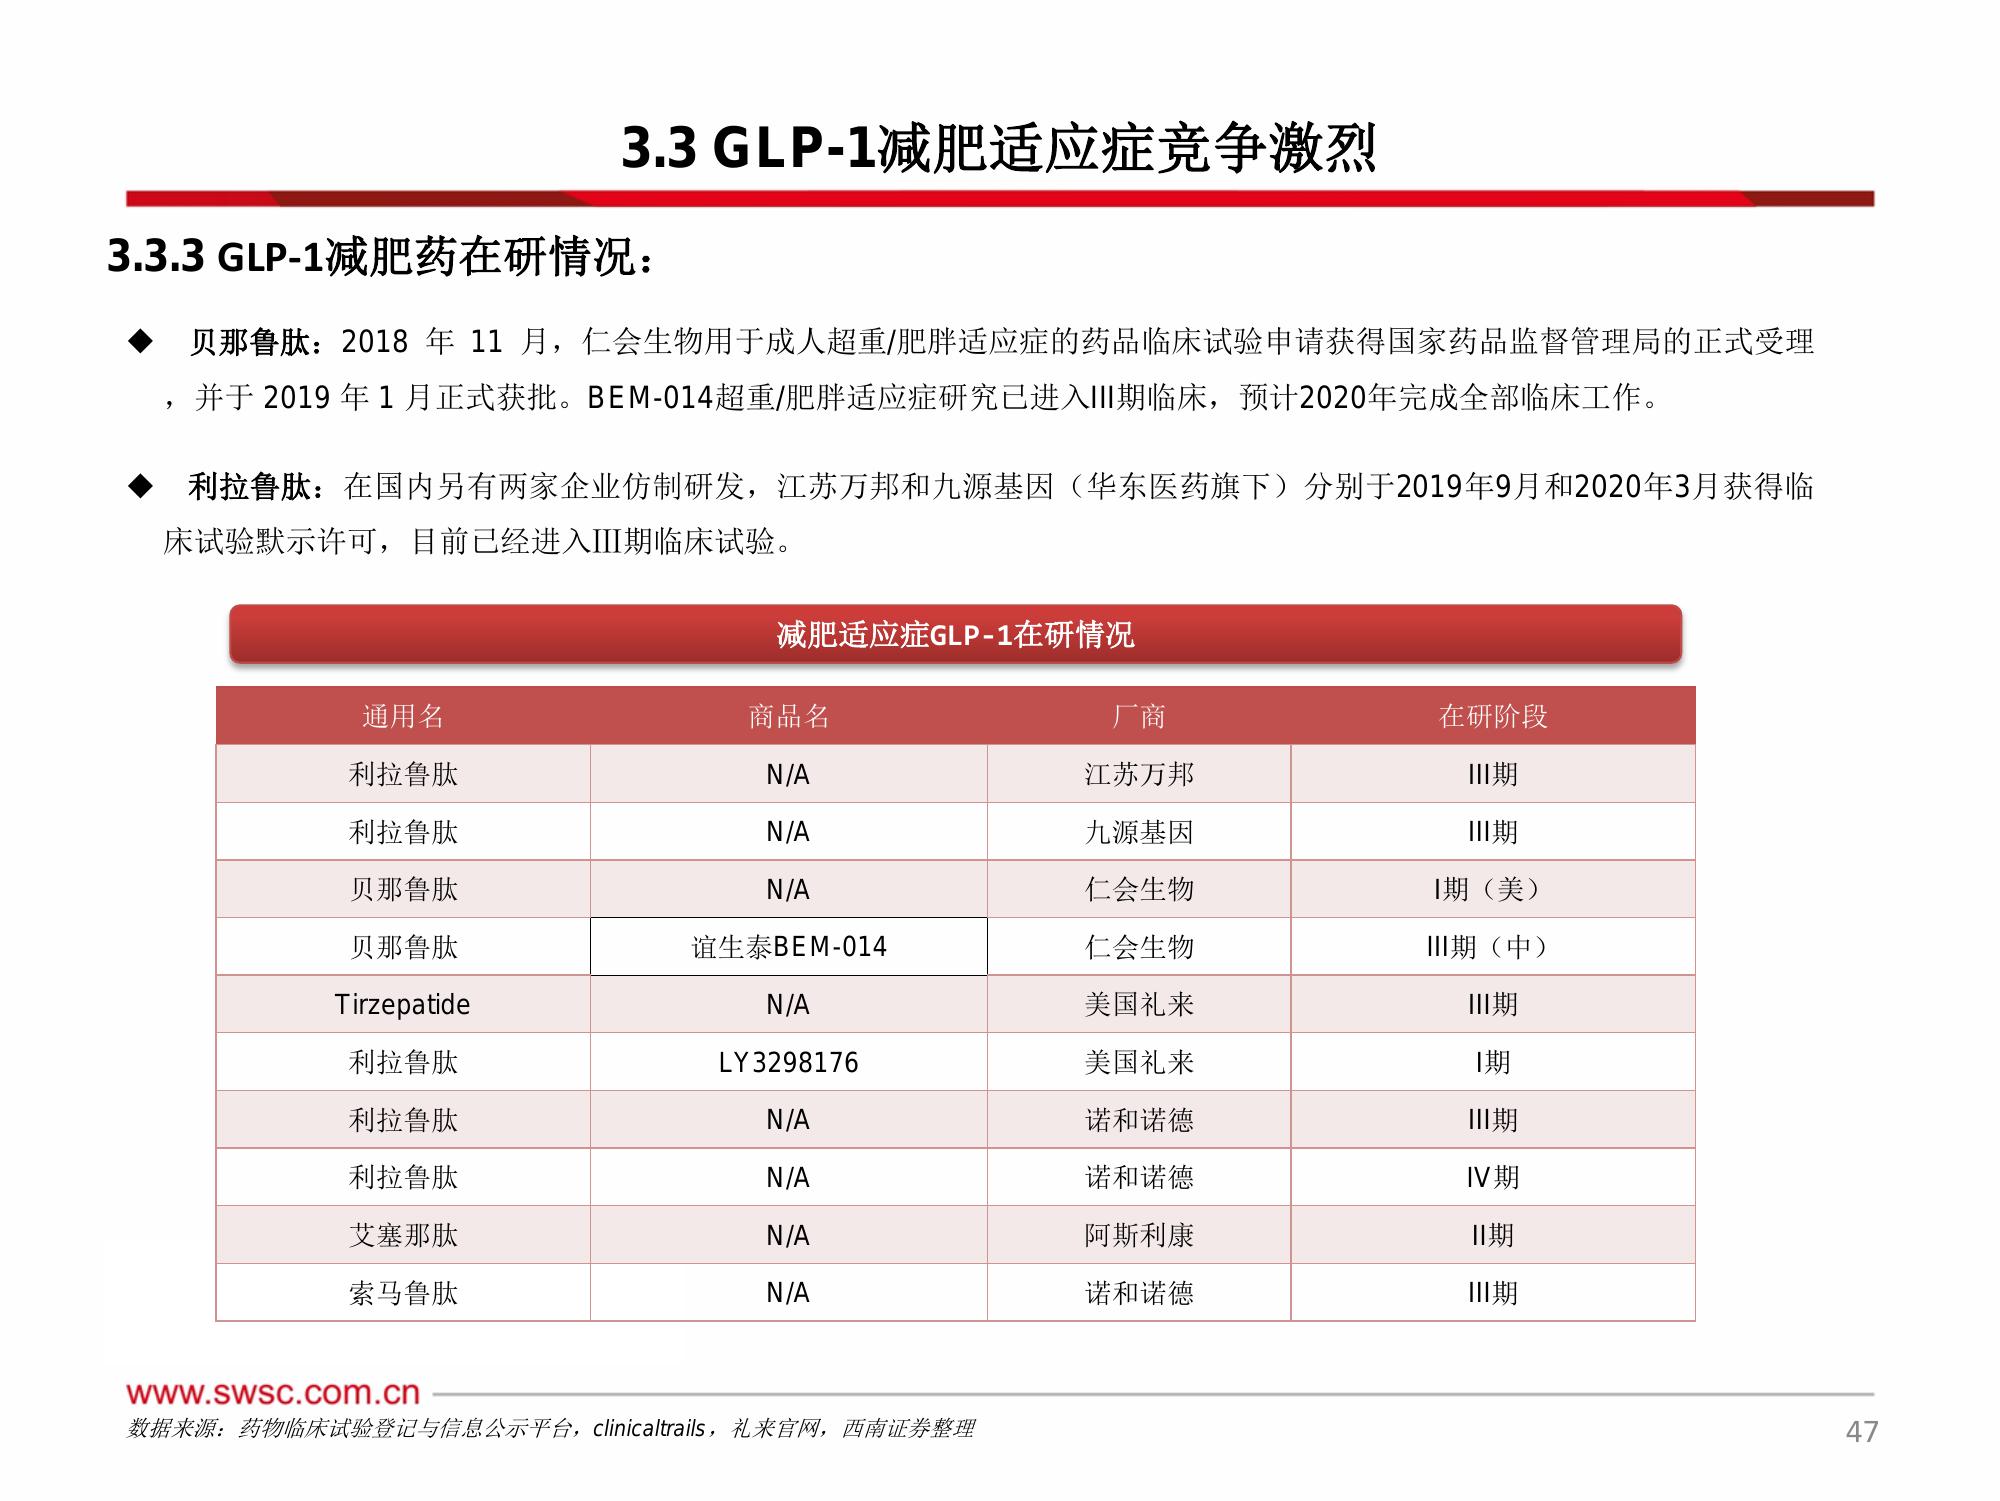 3.3 GLP-1减肥适应症竞争激烈
3.3.3 GLP-1减肥药在研情况：
◆ 贝那鲁肽：2018 年 11 月，仁会生物用于成人超重/肥胖适应症的药品临床试验申请获得国家药品监督管理局的正式受理
，并于 2019 年 1 月正式获批。BEM-014超重/肥胖适应症研究已进入III期临床，预计2020年完成全部临床工作。
◆ 利拉鲁肽：在国内另有两家企业仿制研发，江苏万邦和九源基因（华东医药旗下）分别于2019年9月和2020年3月获得临
床试验默示许可，目前已经进入III期临床试验。
减肥适应症GLP-1在研情况
通用名 商品名 厂商 在研阶段
利拉鲁肽 N/A 江苏万邦 III期
利拉鲁肽 N/A 九源基因 III期
贝那鲁肽 N/A 仁会生物 I期（美）
贝那鲁肽 谊生泰BEM-014 仁会生物 III期（中）
Tirzepatide N/A 美国礼来 III期
利拉鲁肽 LY3298176 美国礼来 I期
利拉鲁肽 N/A 诺和诺德 III期
利拉鲁肽 N/A 诺和诺德 IV期
艾塞那肽 N/A 阿斯利康 II期
索马鲁肽 N/A 诺和诺德 III期
www.swsc.com.cn
数据来源：药物临床试验登记与信息公示平台，clinicaltrails，礼来官网，西南证券整理
47